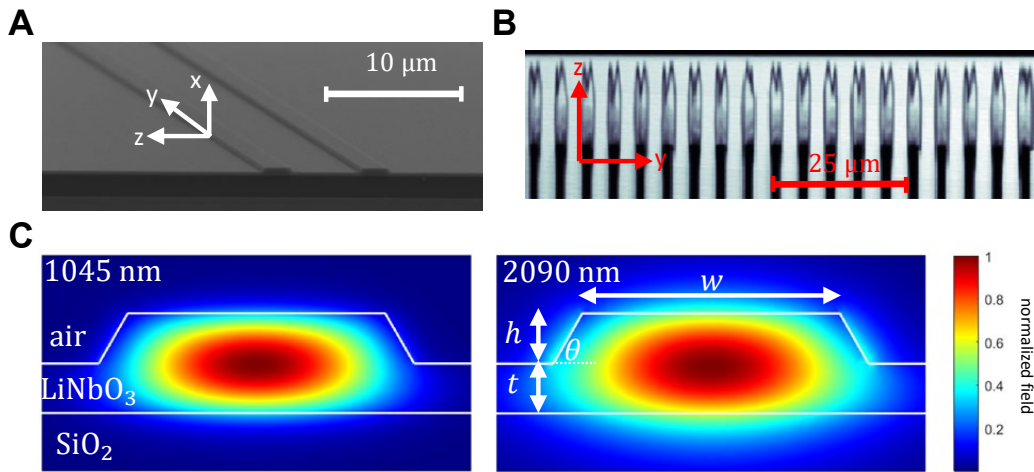 A
10 μm
x
y
z
B
z
y
25 μm
C
1045 nm
air
LiNbO₃
SiO₂
2090 nm
w
h
θ
t
1
0.8
0.6
0.4
0.2
normalized field